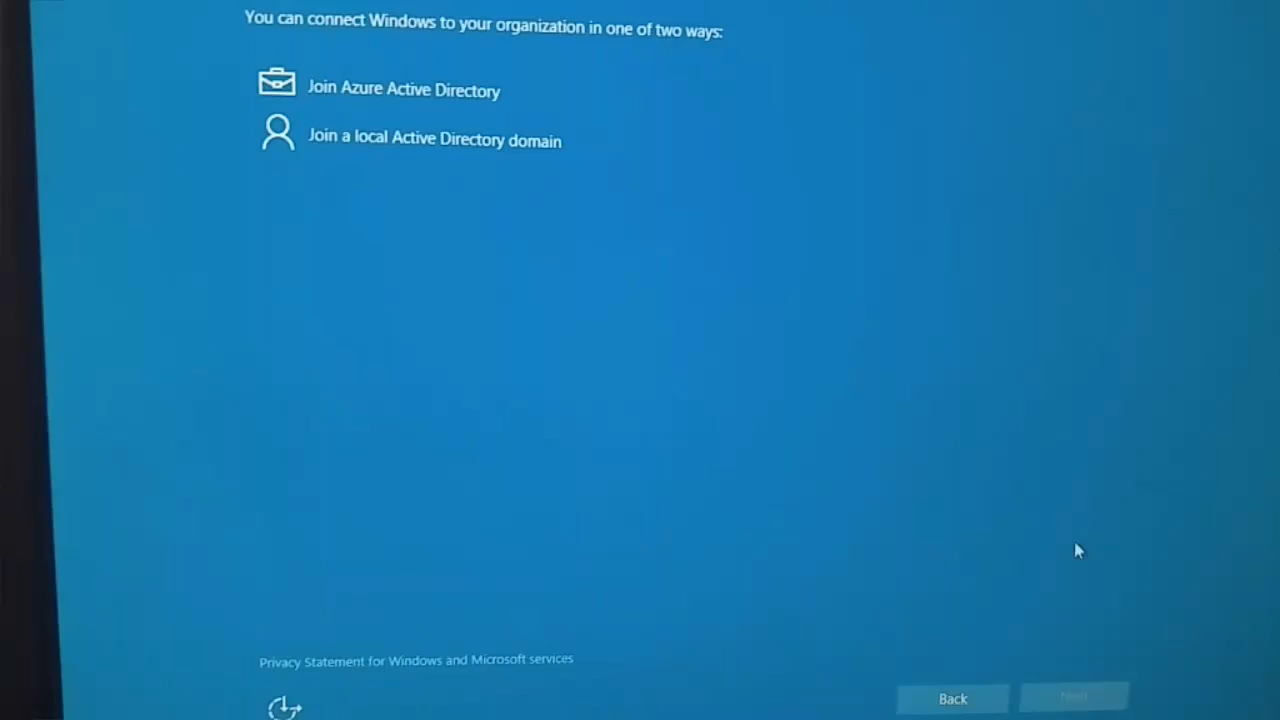 You can connect Windows to your organization in one of two ways:
Join Azure Active Directory
Join a local Active Directory domain
Privacy Statement for Windows and Microsoft services
Back
Next